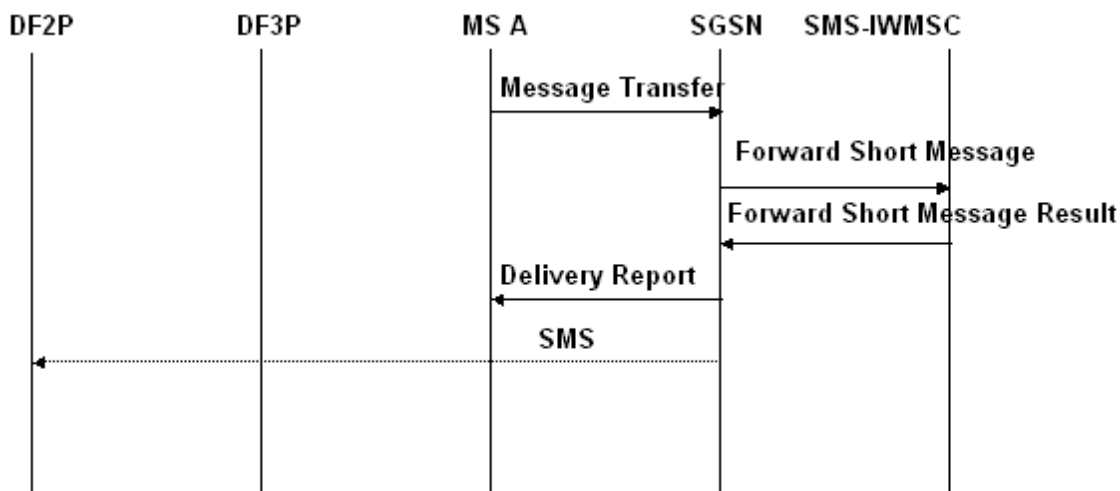 DF2P DF3P MS A SGSN SMS-IWMSC
Message Transfer
Forward Short Message
Forward Short Message Result
Delivery Report
SMS